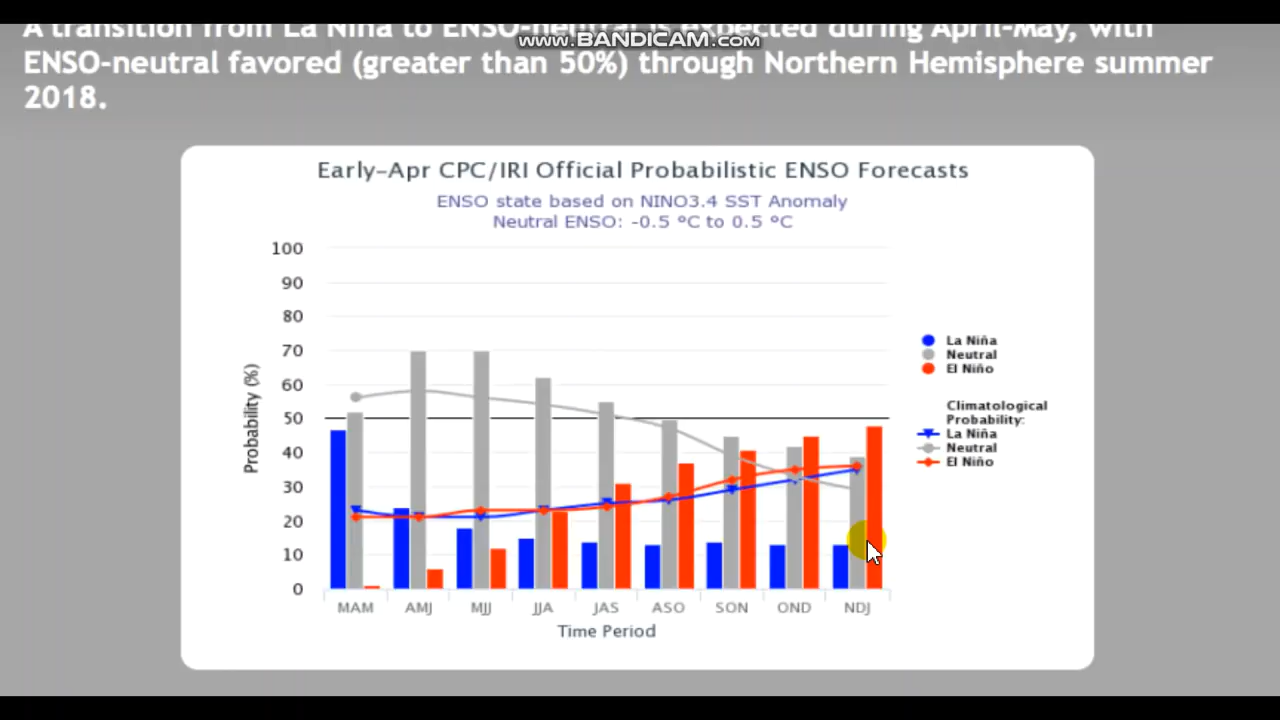 A transition from La Niña to ENSO-neutral is expected during April-May, with
www.BANDICAM.com
ENSO-neutral favored (greater than 50%) through Northern Hemisphere summer
2018.
Early-Apr CPC/IRI Official Probabilistic ENSO Forecasts
ENSO state based on NINO3.4 SST Anomaly
Neutral ENSO: -0.5 °C to 0.5 °C
Probability (%)
100
90
80
70
60
50
40
30
20
10
0
MAM AMJ MJJ JJA JAS ASO SON OND NDJ
Time Period
La Niña
Neutral
El Niño
Climatological
Probability:
La Niña
Neutral
El Niño